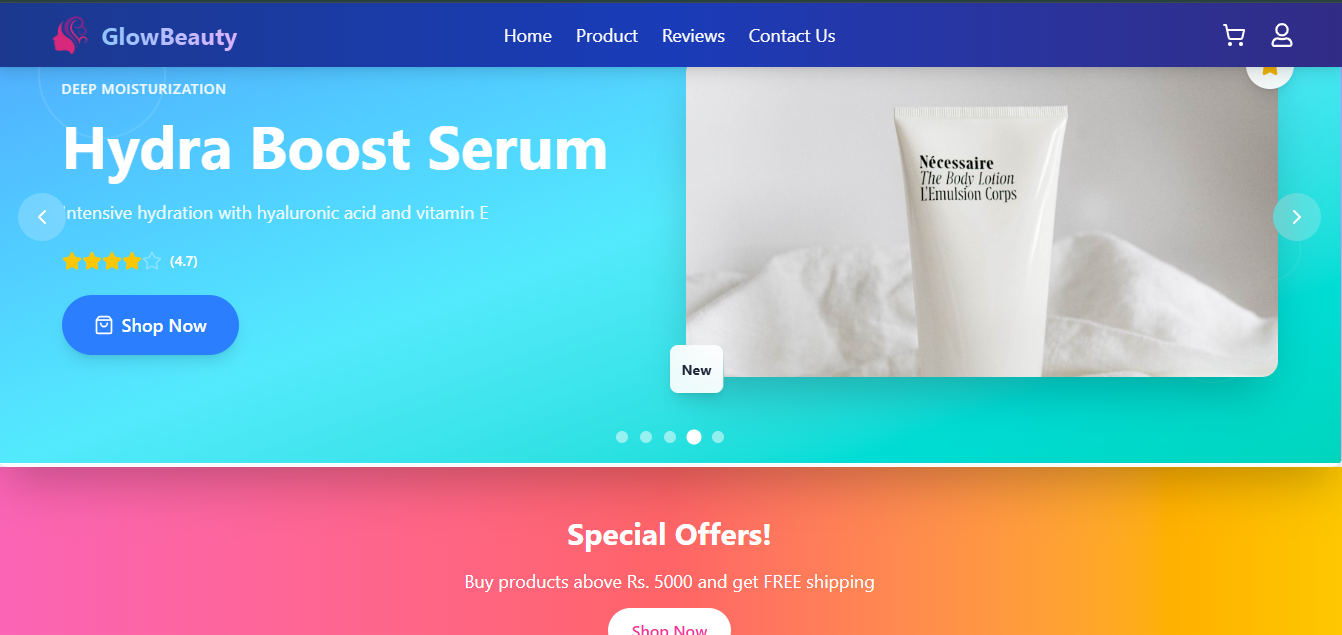 GlowBeauty
Home
Product
Reviews
Contact Us
DEEP MOISTURIZATION
Hydra Boost Serum
Intensive hydration with hyaluronic acid and vitamin E
(4.7)
Shop Now
Nécessaire
The Body Lotion
L'Emulsion Corps
New
Special Offers!
Buy products above Rs. 5000 and get FREE shipping
Shop Now